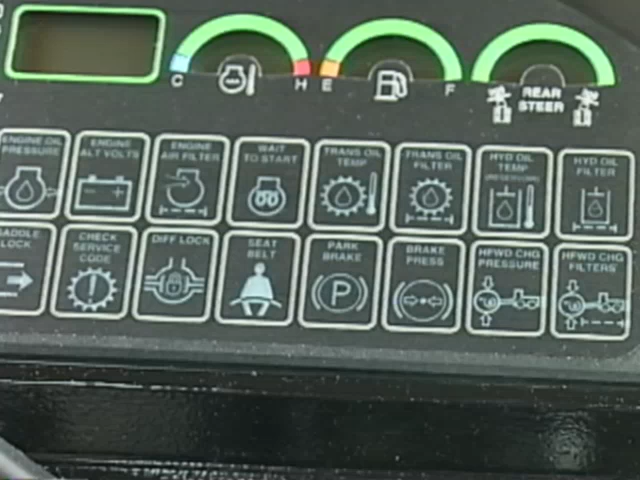 C
H
E
F
REAR
STEER
ENGINE OIL
PRESSURE
ENGINE
ALT VOLTS
ENGINE
AIR FILTER
WAIT
TO START
TRANS OIL
TEMP
TRANS OIL
FILTER
HYD OIL
TEMP
HYD OIL
FILTER
SADDLE
LOCK
CHECK
SERVICE
CODE
DIFF LOCK
SEAT
BELT
PARK
BRAKE
P
BRAKE
PRESS
HFWD CHG
PRESSURE
HFWD CHG
FILTERS